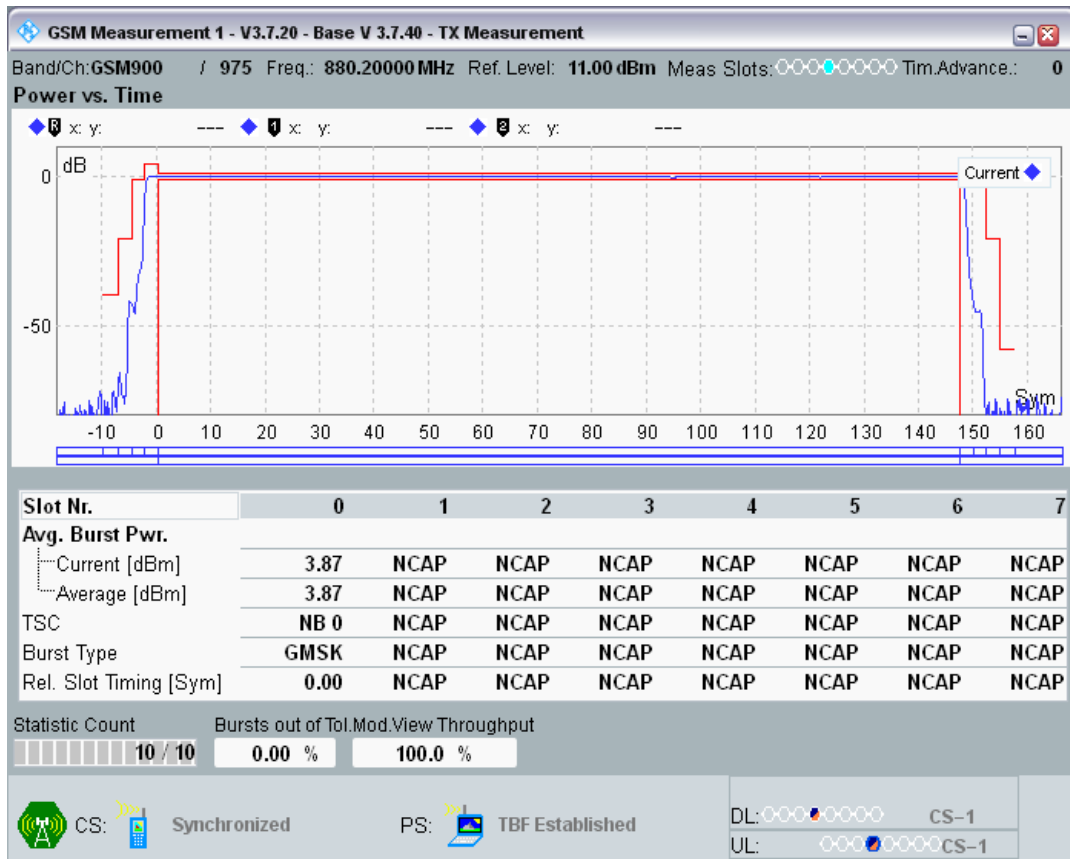 GSM Measurement 1 - V3.7.20 - Base V 3.7.40 - TX Measurement
Band/Ch:GSM900 / 975 Freq.: 880.20000 MHz Ref. Level: 11.00 dBm Meas Slots: Tim.Advance.: 0
Power vs. Time
R x: y: --- 1 x: y: --- 2 x: y: ---
dB
0
Current
-50
Sym
-10 0 10 20 30 40 50 60 70 80 90 100 110 120 130 140 150 160
Slot Nr. 0 1 2 3 4 5 6 7
Avg. Burst Pwr.
Current [dBm] 3.87 NCAP NCAP NCAP NCAP NCAP NCAP NCAP
Average [dBm] 3.87 NCAP NCAP NCAP NCAP NCAP NCAP NCAP
TSC NB 0 NCAP NCAP NCAP NCAP NCAP NCAP NCAP
Burst Type GMSK NCAP NCAP NCAP NCAP NCAP NCAP NCAP
Rel. Slot Timing [Sym] 0.00 NCAP NCAP NCAP NCAP NCAP NCAP NCAP
Statistic Count Bursts out of Tol.Mod.View Throughput
10 / 10 0.00 % 100.0 %
CS: Synchronized PS: TBF Established
DL: CS-1
UL: CS-1